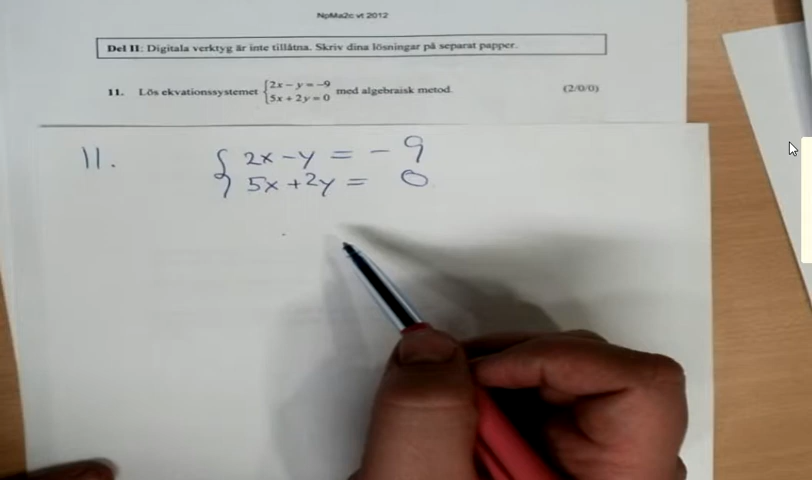 NpMa2c vt 2012
Del II: Digitala verktyg är inte tillåtna. Skriv dina lösningar på separat papper.
11. Lös ekvationssystemet {2x − y = −9 med algebraisk metod. (2/0/0)
5x + 2y = 0
11. { 2x − y = − 9
5x + 2y = 0